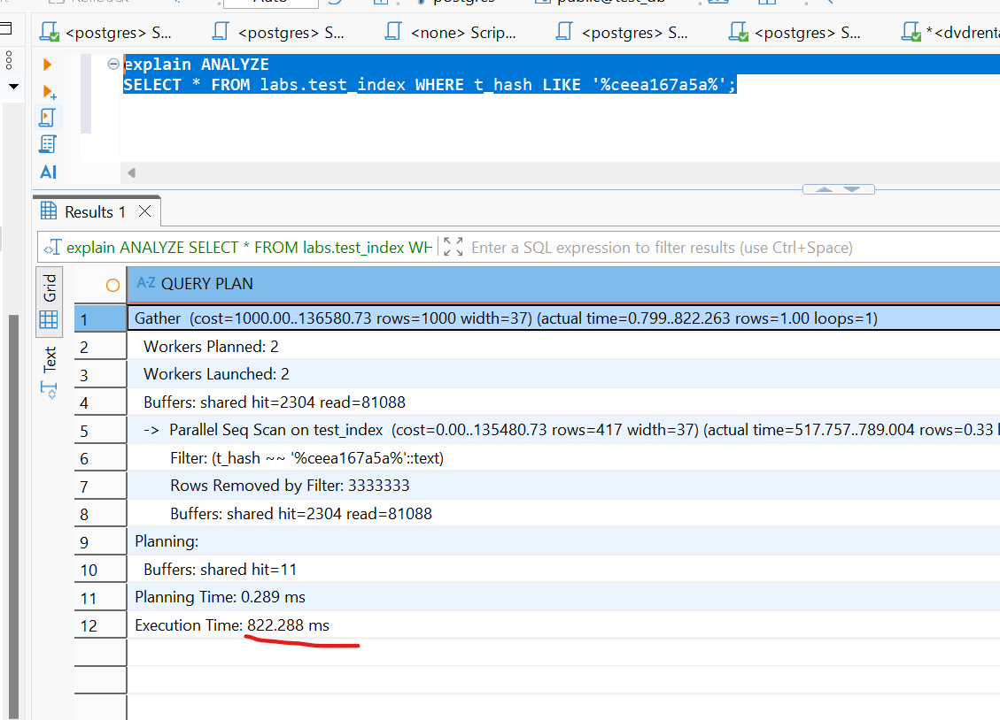 Auto
postgres
public@test_db
<postgres> S...
<postgres> S...
<none> Scrip...
<postgres> S...
<postgres> S...
*<dvdrenta
explain ANALYZE
SELECT * FROM labs.test_index WHERE t_hash LIKE '%ceea167a5a%';
AI
Results 1
explain ANALYZE SELECT * FROM labs.test_index WH
Enter a SQL expression to filter results (use Ctrl+Space)
Grid
Text
A-Z QUERY PLAN
1 Gather (cost=1000.00..136580.73 rows=1000 width=37) (actual time=0.799..822.263 rows=1.00 loops=1)
2 Workers Planned: 2
3 Workers Launched: 2
4 Buffers: shared hit=2304 read=81088
5 -> Parallel Seq Scan on test_index (cost=0.00..135480.73 rows=417 width=37) (actual time=517.757..789.004 rows=0.33
6 Filter: (t_hash ~~ '%ceea167a5a%'::text)
7 Rows Removed by Filter: 3333333
8 Buffers: shared hit=2304 read=81088
9 Planning:
10 Buffers: shared hit=11
11 Planning Time: 0.289 ms
12 Execution Time: 822.288 ms